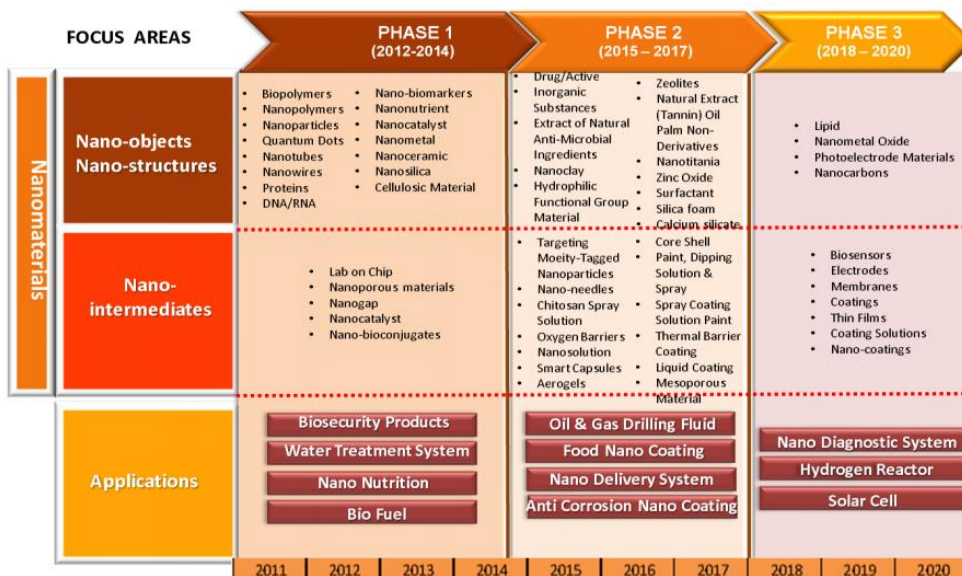 FOCUS AREAS
PHASE 1
(2012-2014)
PHASE 2
(2015 – 2017)
PHASE 3
(2018 – 2020)
Nanomaterials
Nano-objects
Nano-structures
• Biopolymers
• Nanopolymers
• Nanoparticles
• Quantum Dots
• Nanotubes
• Nanowires
• Proteins
• DNA/RNA
• Nano-biomarkers
• Nanonutrient
• Nanocatalyst
• Nanometal
• Nanoceramic
• Nanosilica
• Cellulosic Material
• Drug/Active
• Inorganic
Substances
• Extract of Natural
Anti-Microbial
Ingredients
• Nanoclay
• Hydrophilic
Functional Group
Material
• Zeolites
• Natural Extract
(Tannin) Oil
Palm Non-
Derivatives
• Nanotitania
• Zinc Oxide
• Surfactant
• Silica foam
• Calcium silicate
• Lipid
• Nanometal Oxide
• Photoelectrode Materials
• Nanocarbons
Nano-
intermediates
• Lab on Chip
• Nanoporous materials
• Nanogap
• Nanocatalyst
• Nano-bioconjugates
• Targeting
Moeity-Tagged
Nanoparticles
• Nano-needles
• Chitosan Spray
Solution
• Oxygen Barriers
• Nanosolution
• Smart Capsules
• Aerogels
• Core Shell
• Paint, Dipping
Solution &
Spray
• Spray Coating
Solution Paint
• Thermal Barrier
Coating
• Liquid Coating
• Mesoporous
Material
• Biosensors
• Electrodes
• Membranes
• Coatings
• Thin Films
• Coating Solutions
• Nano-coatings
Applications
Biosecurity Products
Water Treatment System
Nano Nutrition
Bio Fuel
Oil & Gas Drilling Fluid
Food Nano Coating
Nano Delivery System
Anti Corrosion Nano Coating
Nano Diagnostic System
Hydrogen Reactor
Solar Cell
2011 2012 2013 2014 2015 2016 2017 2018 2019 2020